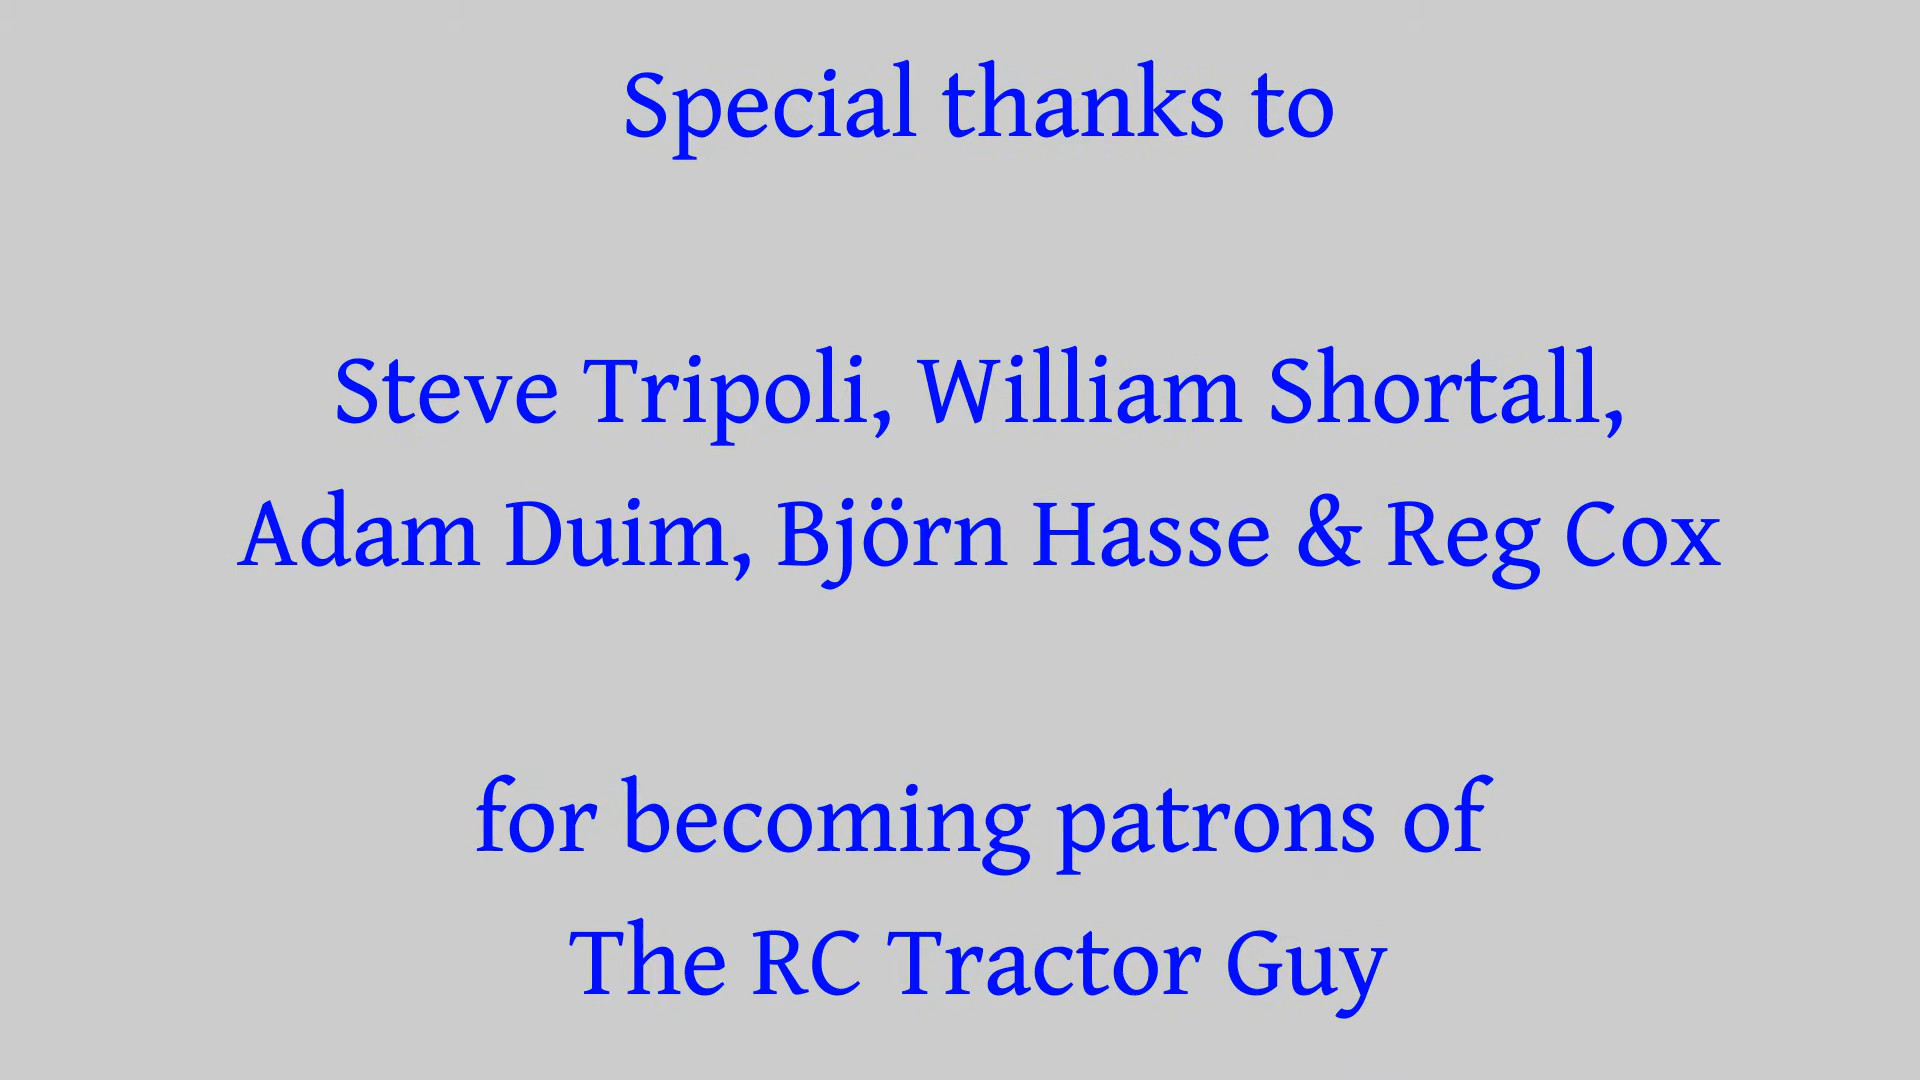 Special thanks to
Steve Tripoli, William Shortall,
Adam Duim, Björn Hasse & Reg Cox
for becoming patrons of
The RC Tractor Guy